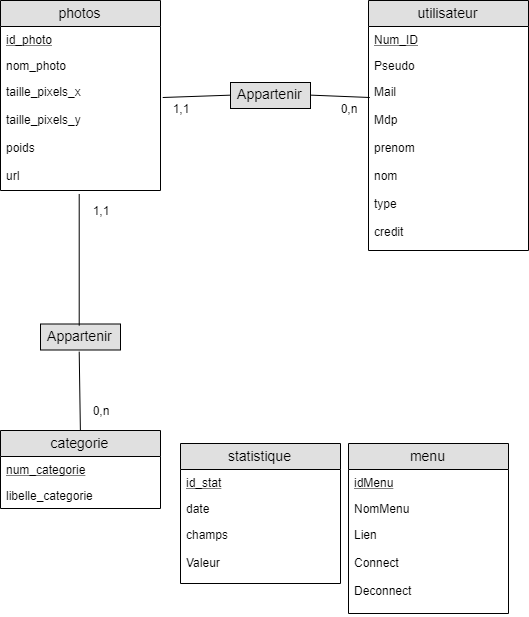 photos
id_photo
nom_photo
taille_pixels_x
taille_pixels_y
poids
url
1,1
Appartenir
0,n
utilisateur
Num_ID
Pseudo
Mail
Mdp
prenom
nom
type
credit
1,1
Appartenir
0,n
categorie
num_categorie
libelle_categorie
statistique
id_stat
date
champs
Valeur
menu
idMenu
NomMenu
Lien
Connect
Deconnect